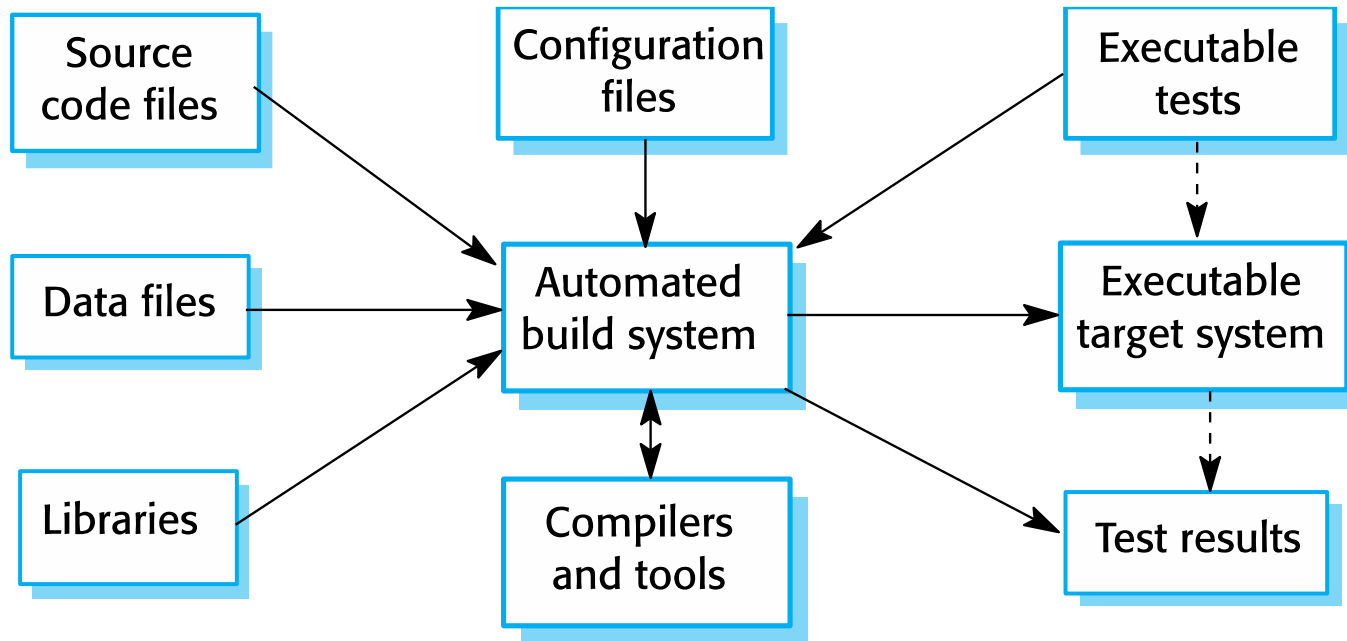 Source
code files
Configuration
files
Executable
tests
Data files
Automated
build system
Executable
target system
Libraries
Compilers
and tools
Test results